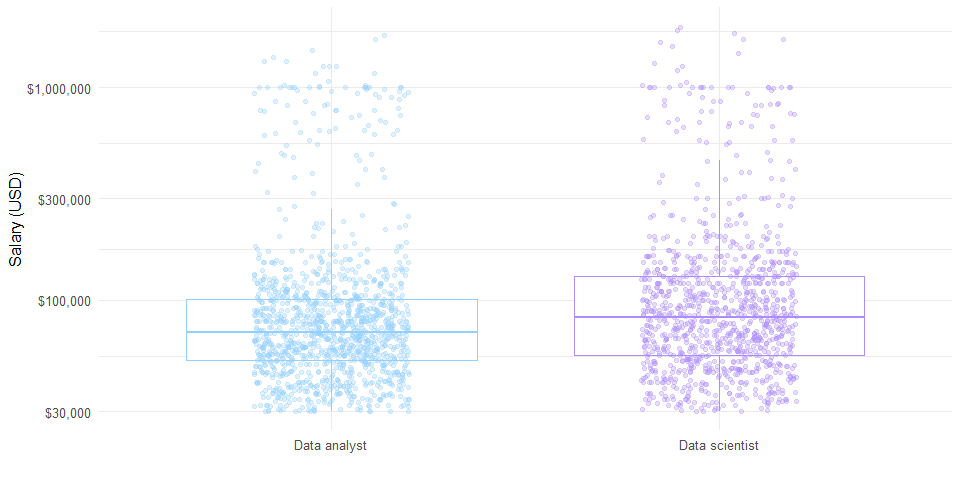 Salary (USD)
$1,000,000
$300,000
$100,000
$30,000
Data analyst
Data scientist